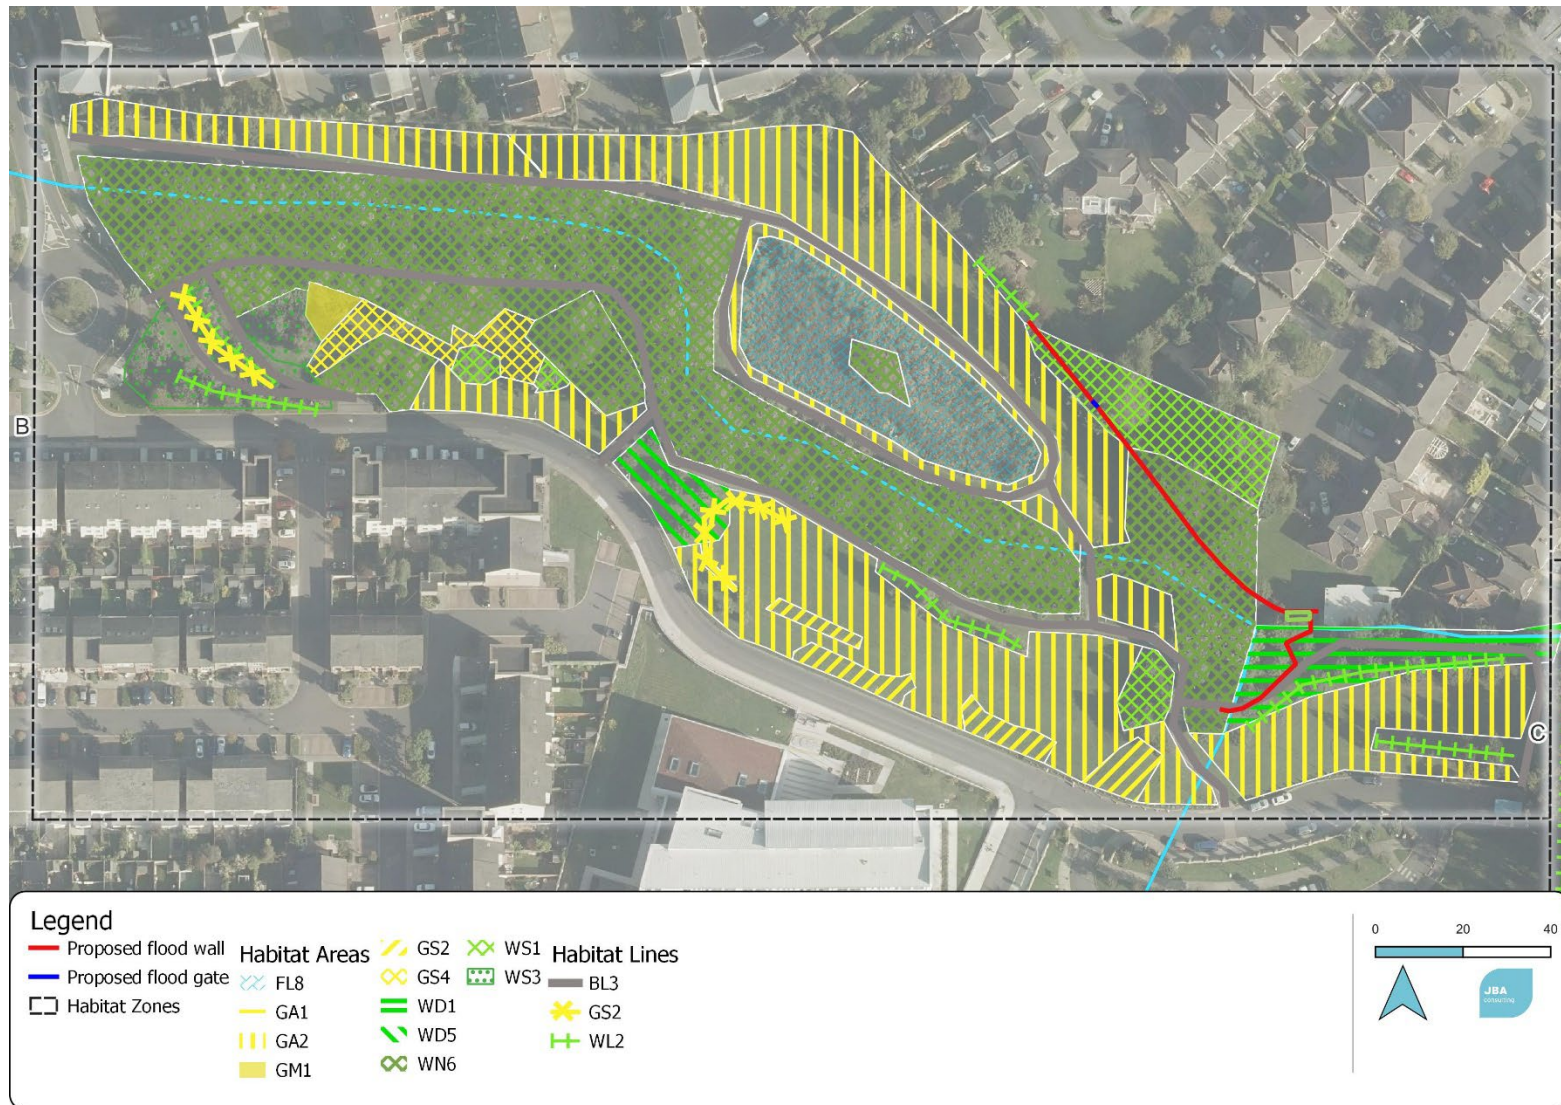 B
C
Legend
Proposed flood wall
Proposed flood gate
Habitat Zones
Habitat Areas
FL8
GA1
GA2
GM1
GS2
GS4
WD1
WD5
WN6
WS1
WS3
Habitat Lines
BL3
GS2
WL2
0 20 40
JBA
consulting